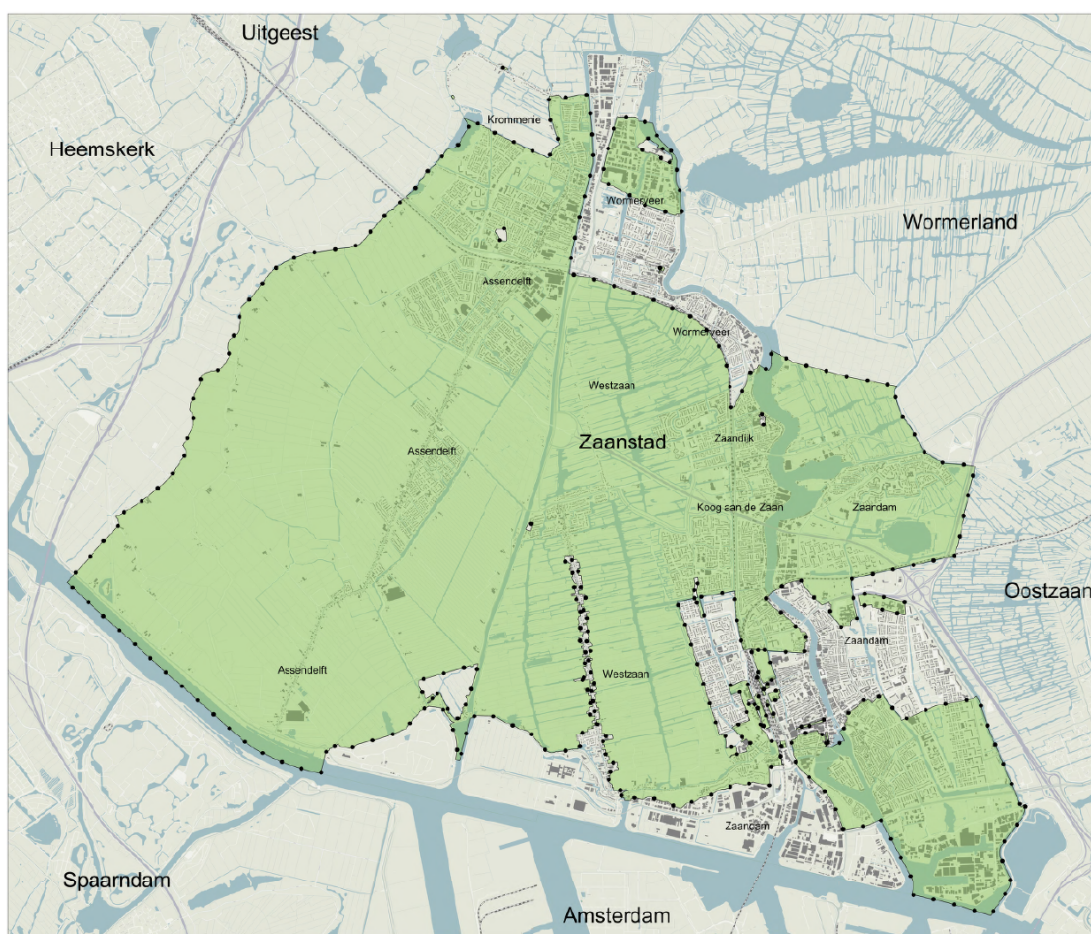 Uitgeest
Krommenie
Heemskerk
Wormerveer
Wormerland
Assendelft
Wormerveer
Westzaan
Zaanstad
Zaandijk
Assendelft
Koog aan de Zaan
Zaandam
Oostzaan
Zaandam
Assendelft
Westzaan
Zaandam
Spaarndam
Amsterdam